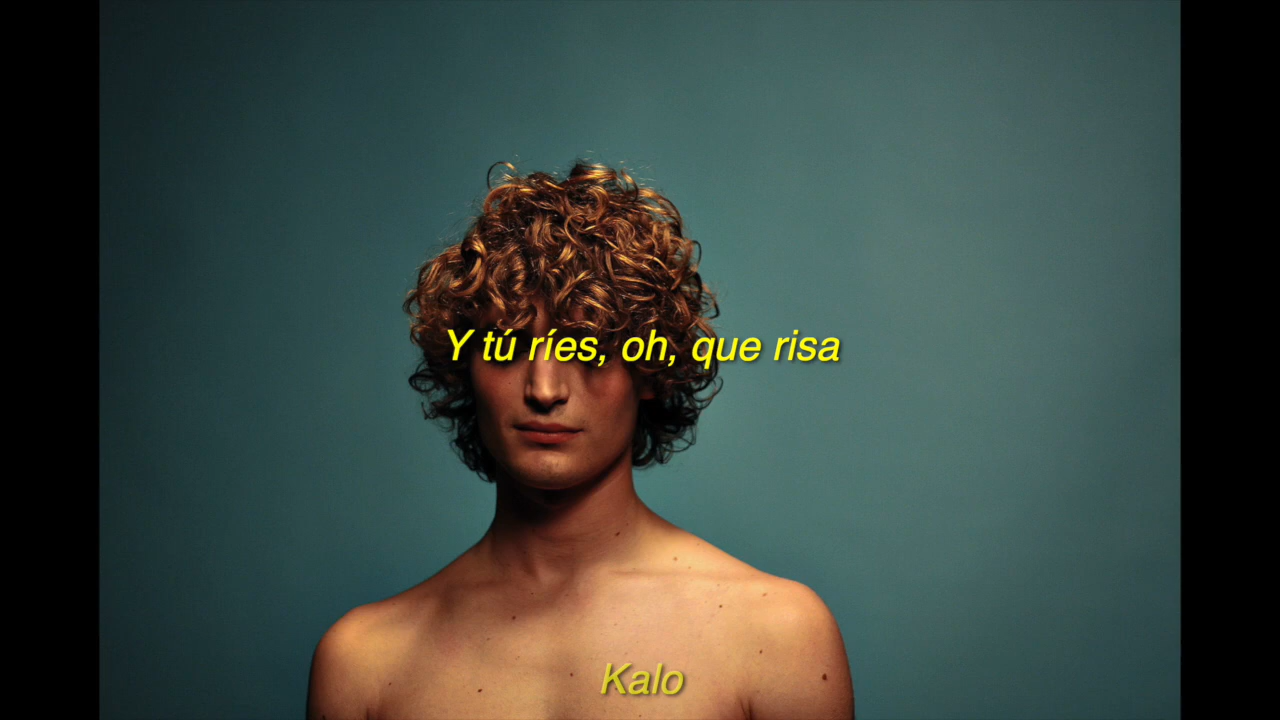 Y tú ríes, oh, que risa
Kalo